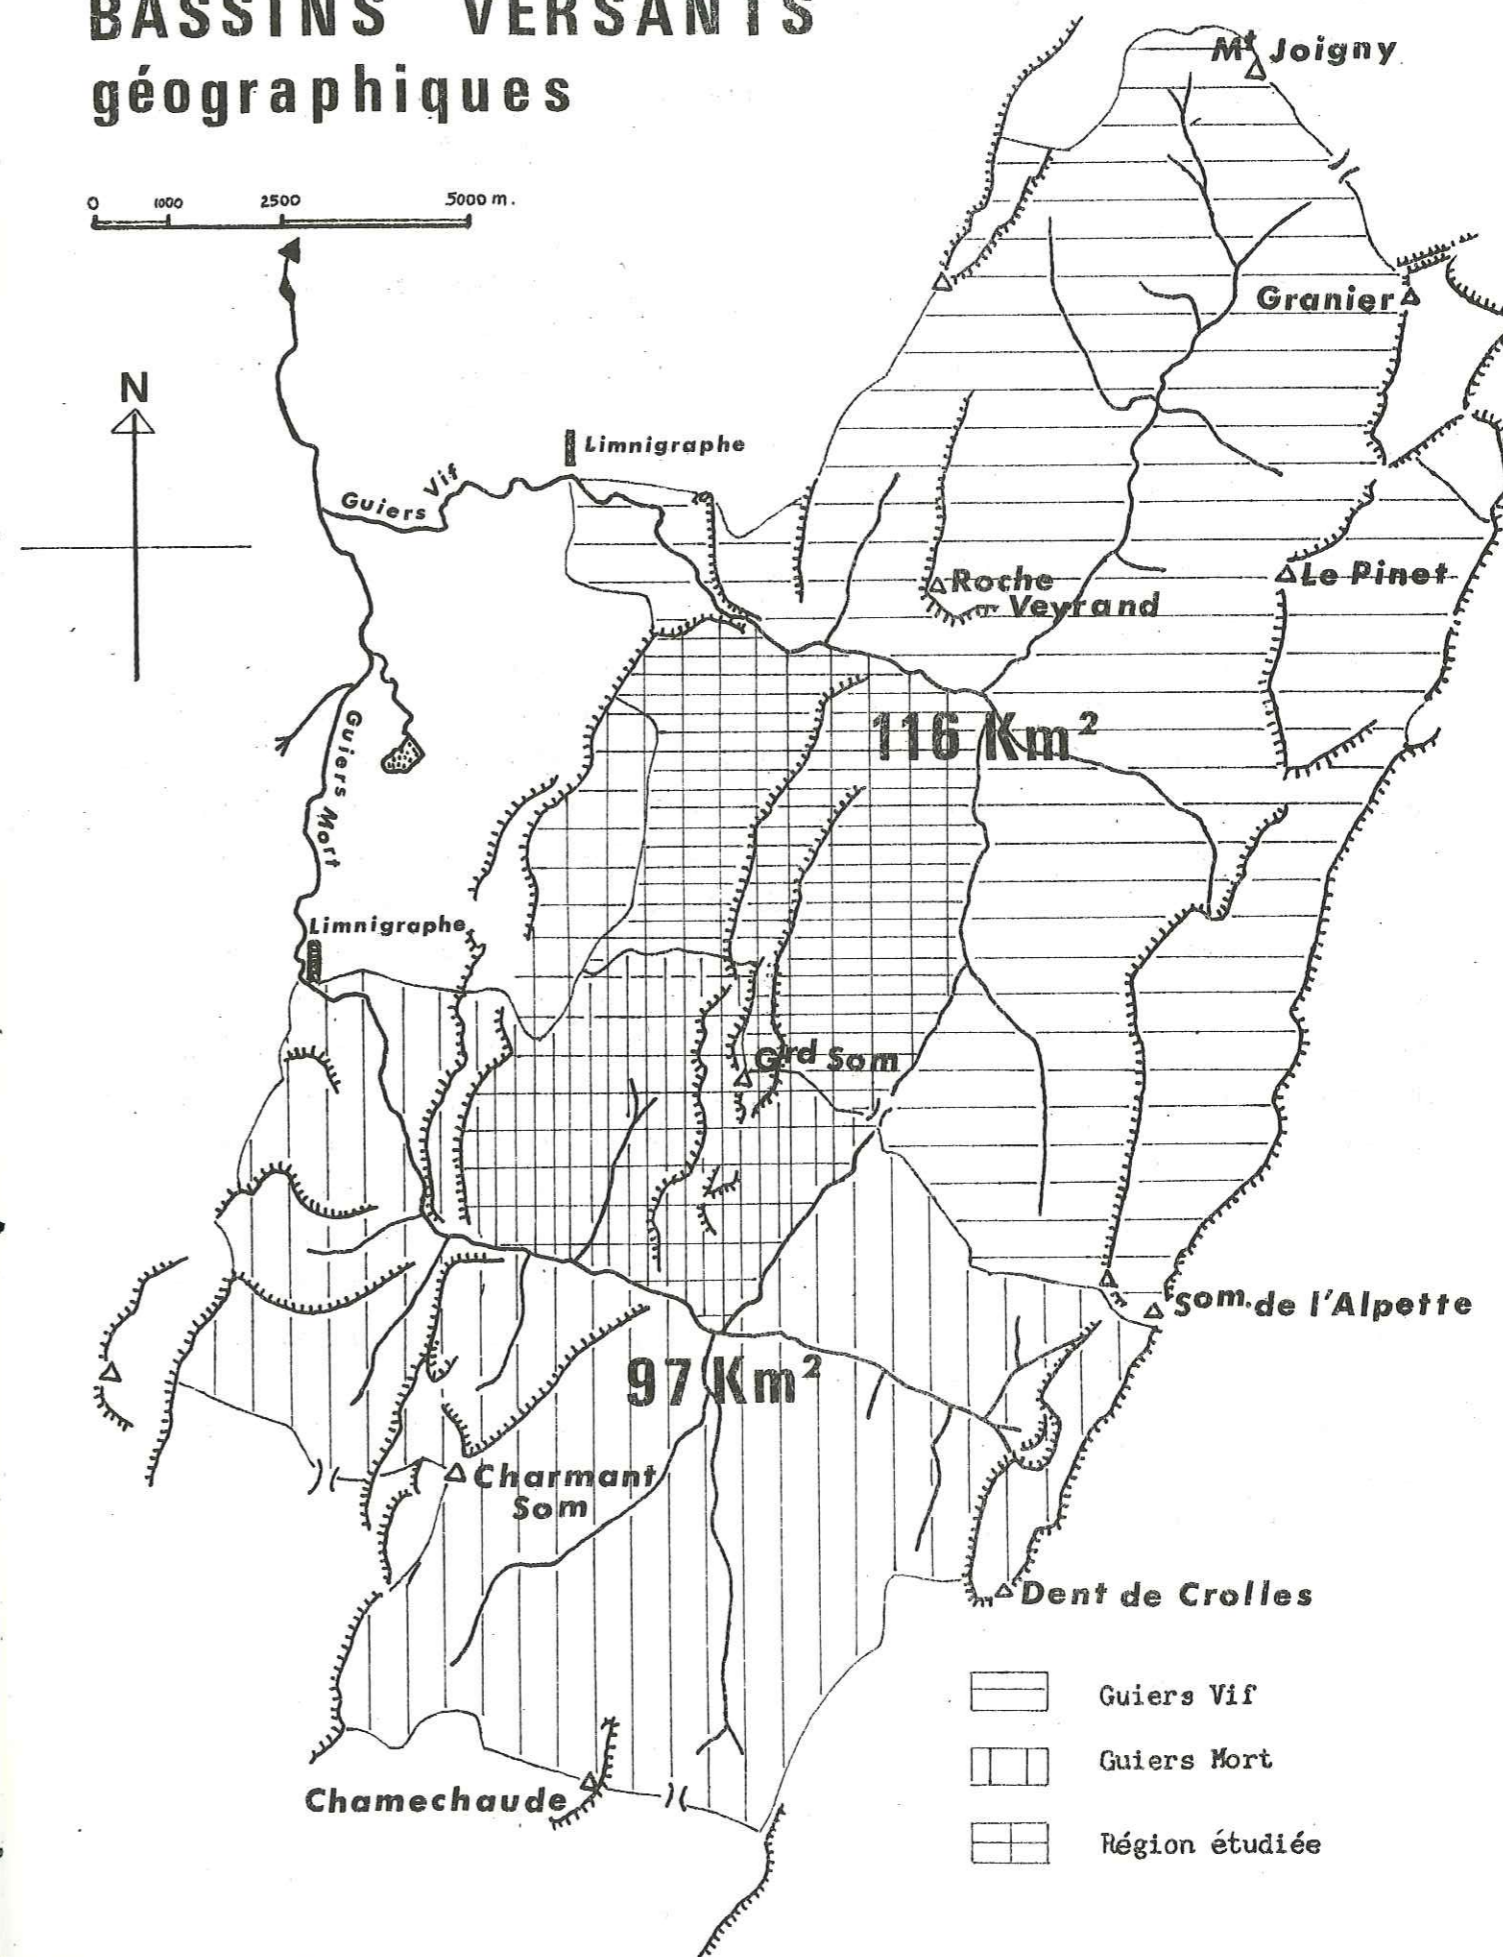 BASSINS VERSANTS
géographiques
0 1000 2500 5000 m.
N
Mt Joigny
Granier
Limnigraphe
Guiers Vif
Roche
Veyrand
Le Pinet
116 Km²
Guiers Mort
Limnigraphe
Grd Som
Som. de l'Alpette
97 Km²
Charmant
Som
Dent de Crolles
Chamechaude
Guiers Vif
Guiers Mort
Région étudiée